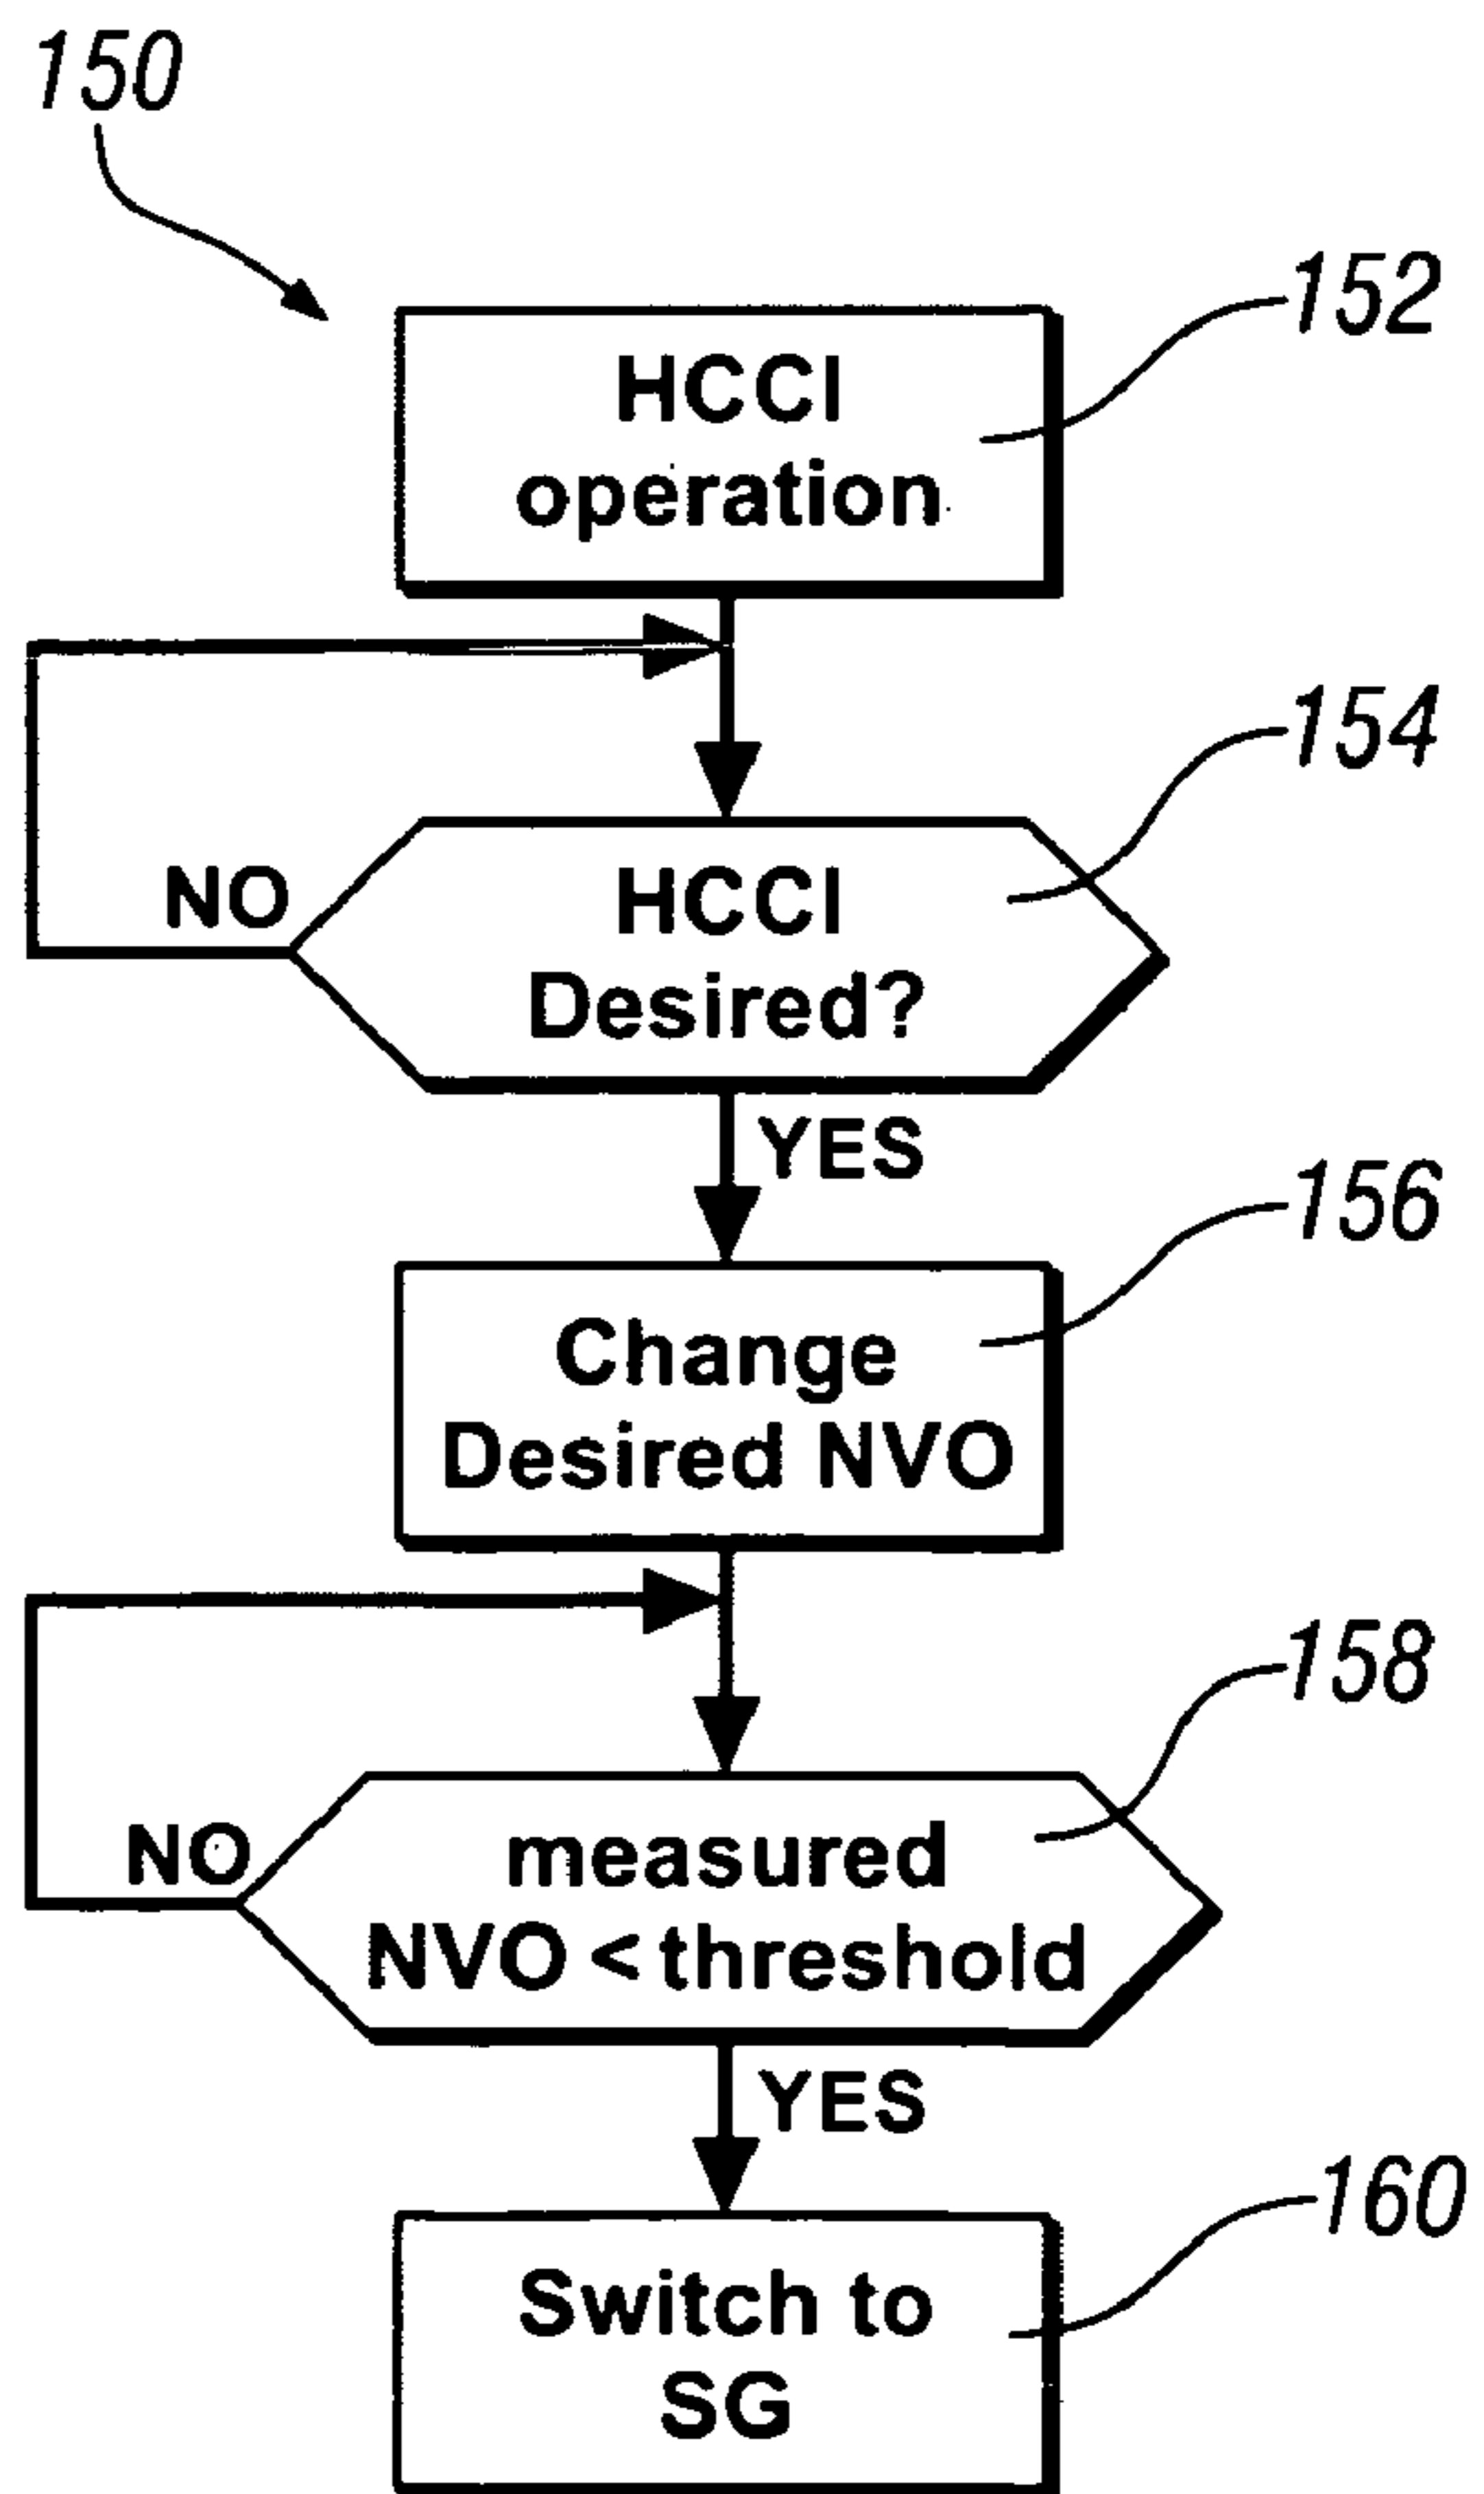 150
152
HCCI
operation
154
NO
HCCI
Desired?
YES
156
Change
Desired NVO
158
NO
measured
NVO < threshold
YES
160
Switch to
SG